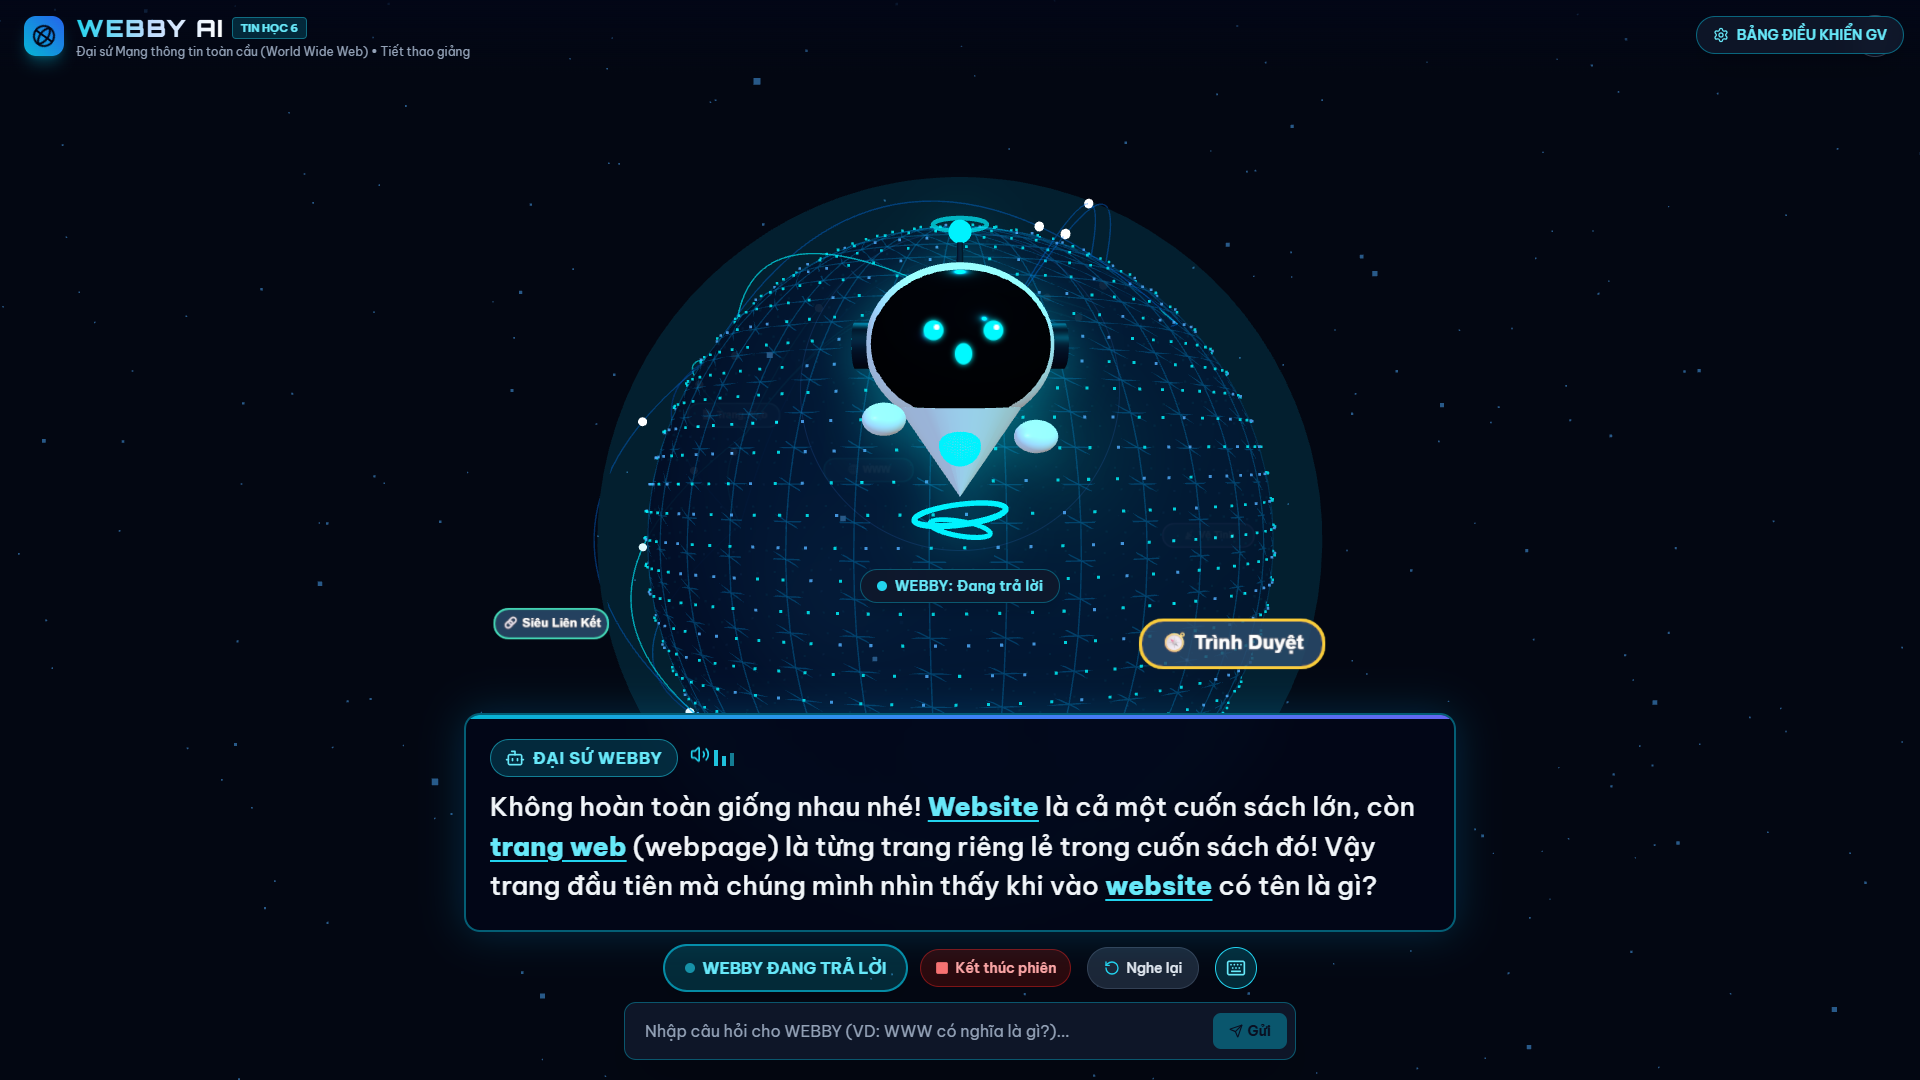 WEBBY AI TIN HỌC 6
Đại sứ Mạng thông tin toàn cầu (World Wide Web) • Tiết thao giảng
BẢNG ĐIỀU KHIỂN GV
WEBBY: Đang trả lời
Siêu Liên Kết
Trình Duyệt
ĐẠI SỨ WEBBY
Không hoàn toàn giống nhau nhé! Website là cả một cuốn sách lớn, còn
trang web (webpage) là từng trang riêng lẻ trong cuốn sách đó! Vậy
trang đầu tiên mà chúng mình nhìn thấy khi vào website có tên là gì?
WEBBY ĐANG TRẢ LỜI
Kết thúc phiên
Nghe lại
Nhập câu hỏi cho WEBBY (VD: WWW có nghĩa là gì?)...
Gửi